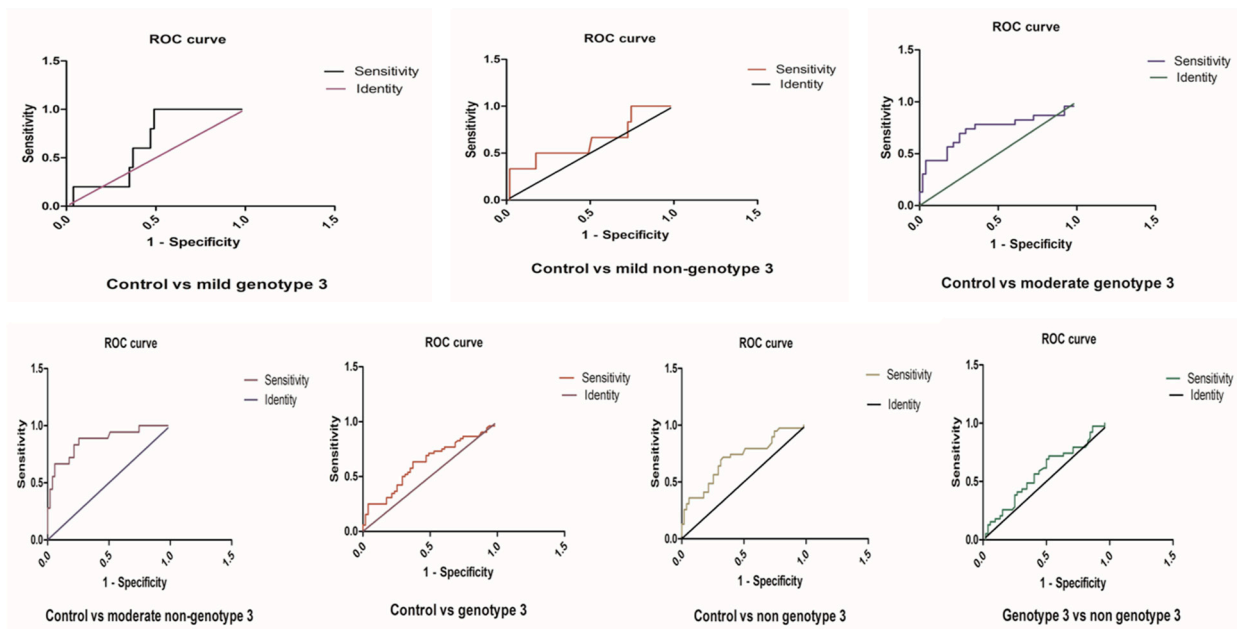 ROC curve
1.5
1.0
0.5
0.0
Sensitivity
Sensitivity
Identity
0.0
0.5
1.0
1.5
1 - Specificity
Control vs mild genotype 3
ROC curve
1.5
1.0
0.5
0.0
Sensitivity
Sensitivity
Identity
0.0
0.5
1.0
1.5
1 - Specificity
Control vs mild non-genotype 3
ROC curve
1.5
1.0
0.5
0.0
Sensitivity
Sensitivity
Identity
0.0
0.5
1.0
1.5
1 - Specificity
Control vs moderate genotype 3
ROC curve
1.5
1.0
0.5
0.0
Sensitivity
Sensitivity
Identity
0.0
0.5
1.0
1.5
1 - Specificity
Control vs moderate non-genotype 3
ROC curve
1.5
1.0
0.5
0.0
Sensitivity
Sensitivity
Identity
0.0
0.5
1.0
1.5
1 - Specificity
Control vs genotype 3
ROC curve
1.5
1.0
0.5
0.0
Sensitivity
Sensitivity
Identity
0.0
0.5
1.0
1.5
1 - Specificity
Control vs non genotype 3
ROC curve
1.5
1.0
0.5
0.0
Sensitivity
Sensitivity
Identity
0.0
0.5
1.0
1.5
1 - Specificity
Genotype 3 vs non genotype 3